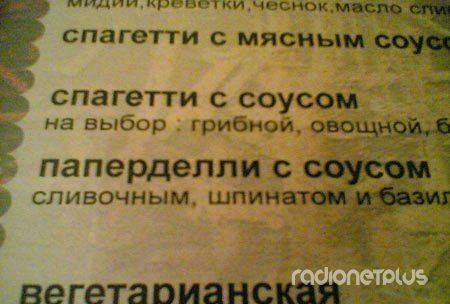 мидии,креветки,чеснок,масло
спагетти с мясным
спагетти с соусом
на выбор : грибной, овощной,
паперделли с соусом
сливочным, шпинатом и
вегетарианская
radionetplus